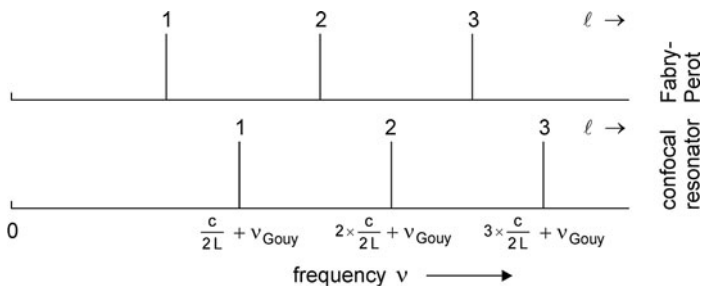 1 2 3 ℓ →
Fabry-
Perot
1 2 3 ℓ →
confocal
resonator
0 c/2L + νGouy 2 × c/2L + νGouy 3 × c/2L + νGouy
frequency ν